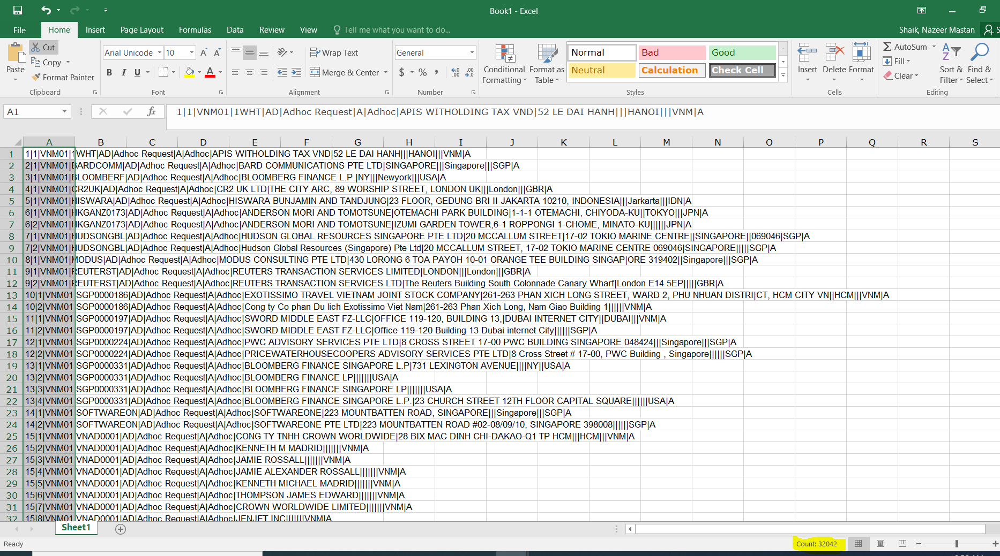 Book1 - Excel
File Home Insert Page Layout Formulas Data Review View Tell me what you want to do... Shaik, Nazeer Mastan
Paste
Cut
Copy
Format Painter
Clipboard
Arial Unicode 10
B I U
Font
Wrap Text
Merge & Center
Alignment
General
$ % , .00 .00
Number
Conditional Formatting
Format as Table
Normal Bad Good
Neutral Calculation Check Cell
Styles
Insert Delete Format
Cells
AutoSum
Fill
Clear
Sort & Filter
Find & Select
Editing
A1 fx 1|1|VNM01|1WHT|AD|Adhoc Request|A|Adhoc|APIS WITHOLDING TAX VND|52 LE DAI HANH|||HANOI|||VNM|A
A B C D E F G H I J K L M N O P Q R S
1 1|1|VNM01|1WHT|AD|Adhoc Request|A|Adhoc|APIS WITHOLDING TAX VND|52 LE DAI HANH|||HANOI|||VNM|A
2 2|1|VNM01|BARDCOMM|AD|Adhoc Request|A|Adhoc|BARD COMMUNICATIONS PTE LTD|SINGAPORE|||Singapore|||SGP|A
3 3|1|VNM01|BLOOMBERF|AD|Adhoc Request|A|Adhoc|BLOOMBERG FINANCE L.P.|NY|||Newyork|||USA|A
4 4|1|VNM01|CR2UK|AD|Adhoc Request|A|Adhoc|CR2 UK LTD|THE CITY ARC, 89 WORSHIP STREET, LONDON UK|||London|||GBR|A
5 5|1|VNM01|HISWARA|AD|Adhoc Request|A|Adhoc|HISWARA BUNJAMIN AND TANDJUNG|23 FLOOR, GEDUNG BRI II JAKARTA 10210, INDONESIA|||Jarkarta|||IDN|A
6 6|1|VNM01|HKGANZ0173|AD|Adhoc Request|A|Adhoc|ANDERSON MORI AND TOMOTSUNE|OTEMACHI PARK BUILDING|1-1-1 OTEMACHI, CHIYODA-KU||TOKYO|||JPN|A
7 6|2|VNM01|HKGANZ0173|AD|Adhoc Request|A|Adhoc|ANDERSON MORI AND TOMOTSUNE|IZUMI GARDEN TOWER,6-1 ROPPONGI 1-CHOME, MINATO-KU||||||JPN|A
8 7|1|VNM01|HUDSONGBL|AD|Adhoc Request|A|Adhoc|HUDSON GLOBAL RESOURCES SINGAPORE PTE LTD|20 MCCALLUM STREET|17-02 TOKIO MARINE CENTRE||SINGAPORE||069046|SGP|A
9 7|2|VNM01|HUDSONGBL|AD|Adhoc Request|A|Adhoc|Hudson Global Resources (Singapore) Pte Ltd|20 MCCALLUM STREET, 17-02 TOKIO MARINE CENTRE 069046|SINGAPORE|||||SGP|A
10 8|1|VNM01|MODUS|AD|Adhoc Request|A|Adhoc|MODUS CONSULTING PTE LTD|430 LORONG 6 TOA PAYOH 10-01 ORANGE TEE BUILDING SINGAP|ORE 319402||Singapore|||SGP|A
11 9|1|VNM01|REUTERST|AD|Adhoc Request|A|Adhoc|REUTERS TRANSACTION SERVICES LIMITED|LONDON|||London|||GBR|A
12 9|2|VNM01|REUTERST|AD|Adhoc Request|A|Adhoc|REUTERS TRANSACTION SERVICES LTD|The Reuters Building South Colonnade Canary Wharf|London E14 5EP|||||GBR|A
13 10|1|VNM01 SGP0000186|AD|Adhoc Request|A|Adhoc|EXOTISSIMO TRAVEL VIETNAM JOINT STOCK COMPANY|261-263 PHAN XICH LONG STREET, WARD 2, PHU NHUAN DISTRI|CT, HCM CITY VN||HCM|||VNM|A
14 10|2|VNM01 SGP0000186|AD|Adhoc Request|A|Adhoc|Cong ty Co phan Du lich Exotissimo Viet Nam|261-263 Phan Xich Long, Nam Giao Building 1||||||VNM|A
15 11|1|VNM01 SGP0000197|AD|Adhoc Request|A|Adhoc|SWORD MIDDLE EAST FZ-LLC|OFFICE 119-120, BUILDING 13,|DUBAI INTERNET CITY||DUBAI|||VNM|A
16 11|2|VNM01 SGP0000197|AD|Adhoc Request|A|Adhoc|SWORD MIDDLE EAST FZ-LLC|Office 119-120 Building 13 Dubai internet City||||||SGP|A
17 12|1|VNM01 SGP0000224|AD|Adhoc Request|A|Adhoc|PWC ADVISORY SERVICES PTE LTD|8 CROSS STREET 17-00 PWC BUILDING SINGAPORE 048424|||Singapore|||SGP|A
18 12|2|VNM01 SGP0000224|AD|Adhoc Request|A|Adhoc|PRICEWATERHOUSECOOPERS ADVISORY SERVICES PTE LTD|8 Cross Street # 17-00, PWC Building , Singapore||||||SGP|A
19 13|1|VNM01 SGP0000331|AD|Adhoc Request|A|Adhoc|BLOOMBERG FINANCE SINGAPORE L.P|731 LEXINGTON AVENUE||||NY||USA|A
20 13|2|VNM01 SGP0000331|AD|Adhoc Request|A|Adhoc|BLOOMBERG FINANCE LP|||||||USA|A
21 13|3|VNM01 SGP0000331|AD|Adhoc Request|A|Adhoc|BLOOMBERG FINANCE SINGAPORE LP|||||||USA|A
22 13|4|VNM01 SGP0000331|AD|Adhoc Request|A|Adhoc|BLOOMBERG FINANCE SINGAPORE L.P.|23 CHURCH STREET 12TH FLOOR CAPITAL SQUARE||||||USA|A
23 14|1|VNM01 SOFTWAREON|AD|Adhoc Request|A|Adhoc|SOFTWAREONE|223 MOUNTBATTEN ROAD, SINGAPORE|||Singapore|||SGP|A
24 14|2|VNM01 SOFTWAREON|AD|Adhoc Request|A|Adhoc|SOFTWAREONE PTE LTD|223 MOUNTBATTEN ROAD #02-08/09/10, SINGAPORE 398008||||||SGP|A
25 15|1|VNM01 VNAD0001|AD|Adhoc Request|A|Adhoc|CONG TY TNHH CROWN WORLDWIDE|28 BIX MAC DINH CHI-DAKAO-Q1 TP HCM|||HCM|||VNM|A
26 15|2|VNM01 VNAD0001|AD|Adhoc Request|A|Adhoc|KENNETH M MADRID|||||||VNM|A
27 15|3|VNM01 VNAD0001|AD|Adhoc Request|A|Adhoc|JAMIE ROSSALL|||||||VNM|A
28 15|4|VNM01 VNAD0001|AD|Adhoc Request|A|Adhoc|JAMIE ALEXANDER ROSSALL|||||||VNM|A
29 15|5|VNM01 VNAD0001|AD|Adhoc Request|A|Adhoc|KENNETH MICHAEL MADRID|||||||VNM|A
30 15|6|VNM01 VNAD0001|AD|Adhoc Request|A|Adhoc|THOMPSON JAMES EDWARD|||||||VNM|A
31 15|7|VNM01 VNAD0001|AD|Adhoc Request|A|Adhoc|CROWN WORLDWIDE LIMITED|||||||VNM|A
32 15|8|VNM01 VNAD0001|AD|Adhoc Request|A|Adhoc|JENJET INC|||||||VNM|A
Sheet1
Ready Count: 32042